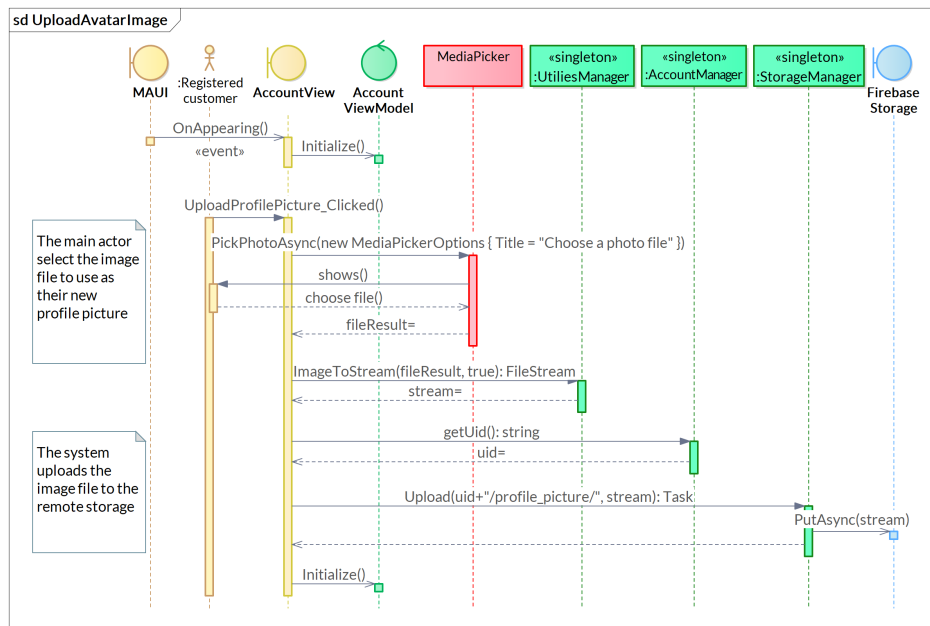 sd UploadAvatarImage
MAUI
:Registered
customer
AccountView
Account
ViewModel
MediaPicker
«singleton»
:UtiliesManager
«singleton»
:AccountManager
«singleton»
:StorageManager
Firebase
Storage
OnAppearing()
«event»
Initialize()
UploadProfilePicture_Clicked()
The main actor
select the image
file to use as
their new
profile picture
PickPhotoAsync(new MediaPickerOptions { Title = "Choose a photo file" })
shows()
choose file()
fileResult=
ImageToStream(fileResult, true): FileStream
stream=
getUid(): string
uid=
The system
uploads the
image file to the
remote storage
Upload(uid+"/profile_picture/", stream): Task
PutAsync(stream)
Initialize()